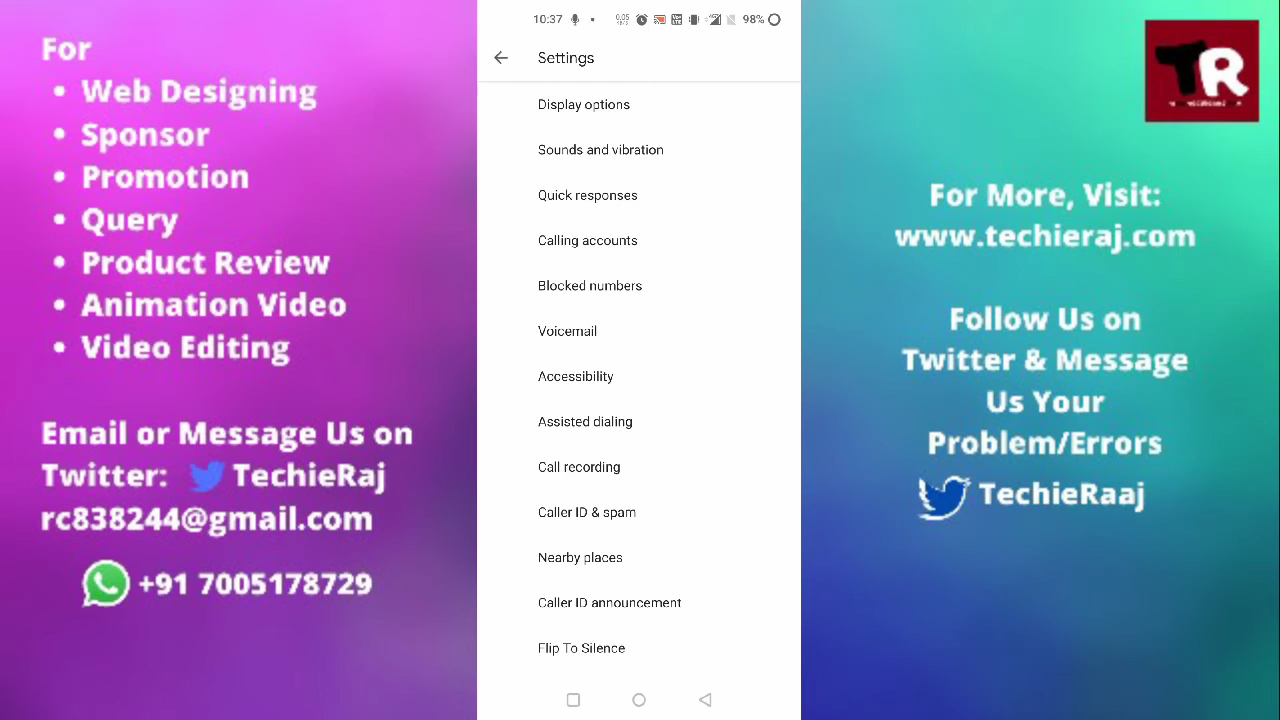 For
• Web Designing
• Sponsor
• Promotion
• Query
• Product Review
• Animation Video
• Video Editing
Email or Message Us on
Twitter: TechieRaj
rc838244@gmail.com
+91 7005178729
10:37
0.05
98%
Settings
Display options
Sounds and vibration
Quick responses
Calling accounts
Blocked numbers
Voicemail
Accessibility
Assisted dialing
Call recording
Caller ID & spam
Nearby places
Caller ID announcement
Flip To Silence
TR
For More, Visit:
www.techieraj.com
Follow Us on
Twitter & Message
Us Your
Problem/Errors
TechieRaaj